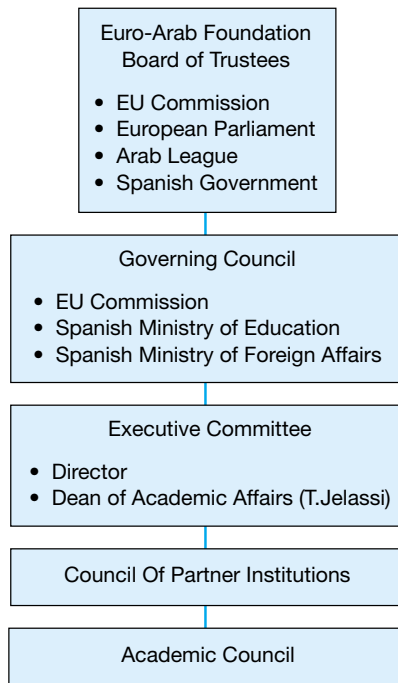 Euro-Arab Foundation
Board of Trustees
• EU Commission
• European Parliament
• Arab League
• Spanish Government
Governing Council
• EU Commission
• Spanish Ministry of Education
• Spanish Ministry of Foreign Affairs
Executive Committee
• Director
• Dean of Academic Affairs (T.Jelassi)
Council Of Partner Institutions
Academic Council